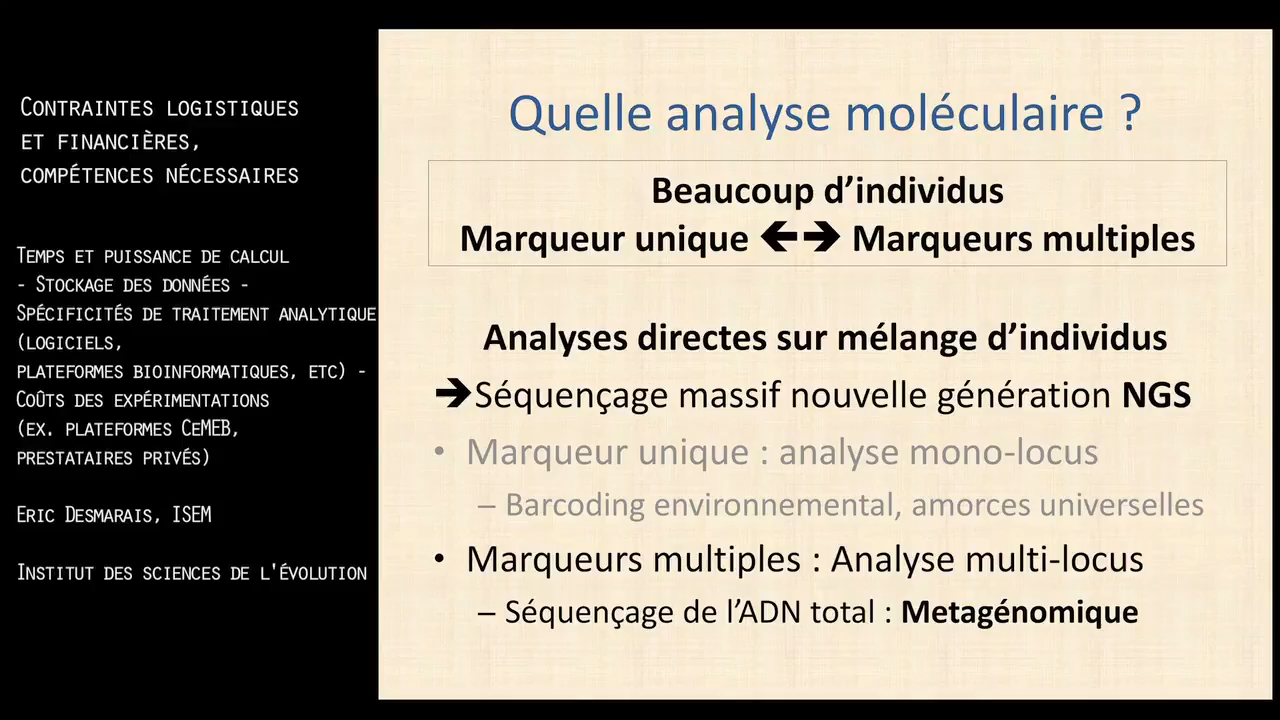 Contraintes logistiques
et financières,
compétences nécessaires
Temps et puissance de calcul
- Stockage des données -
Spécificités de traitement analytique
(logiciels,
plateformes bioinformatiques, etc) -
Coûts des expérimentations
(ex. plateformes CeMEB,
prestataires privés)
Eric Desmarais, ISEM
Institut des sciences de l'évolution
Quelle analyse moléculaire ?
Beaucoup d’individus
Marqueur unique 🡸🡺 Marqueurs multiples
Analyses directes sur mélange d’individus
🡺Séquençage massif nouvelle génération NGS
• Marqueur unique : analyse mono-locus
– Barcoding environnemental, amorces universelles
• Marqueurs multiples : Analyse multi-locus
– Séquençage de l’ADN total : Metagénomique